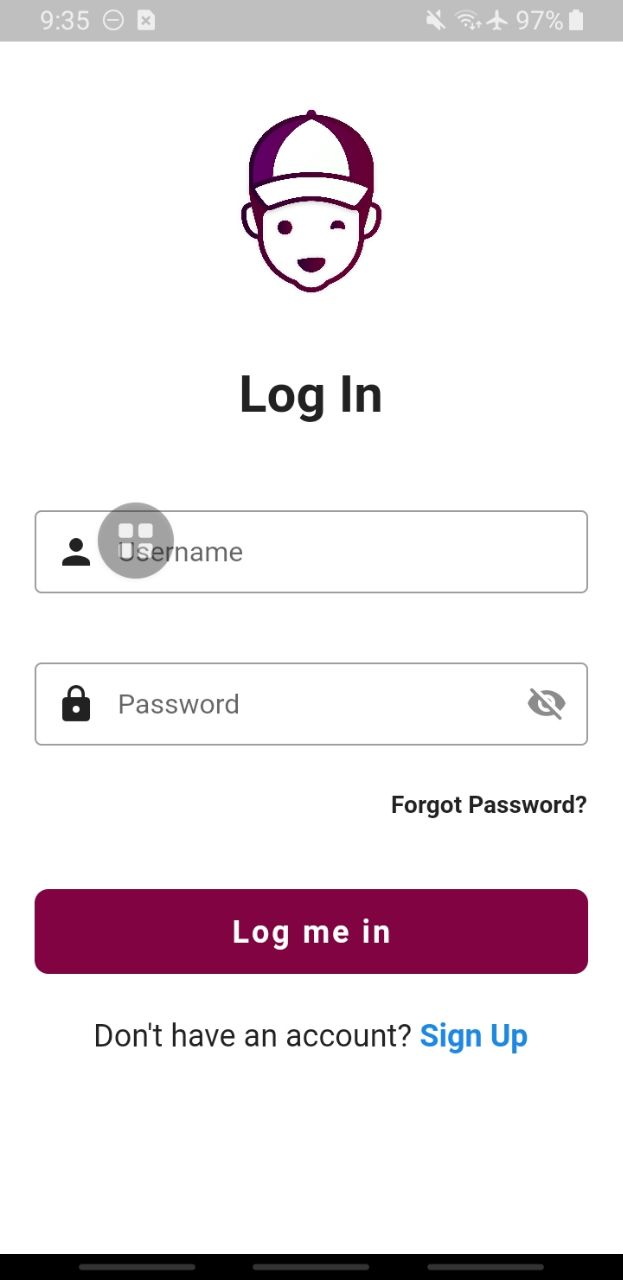 9:35 97%
Log In
Username
Password
Forgot Password?
Log me in
Don't have an account? Sign Up